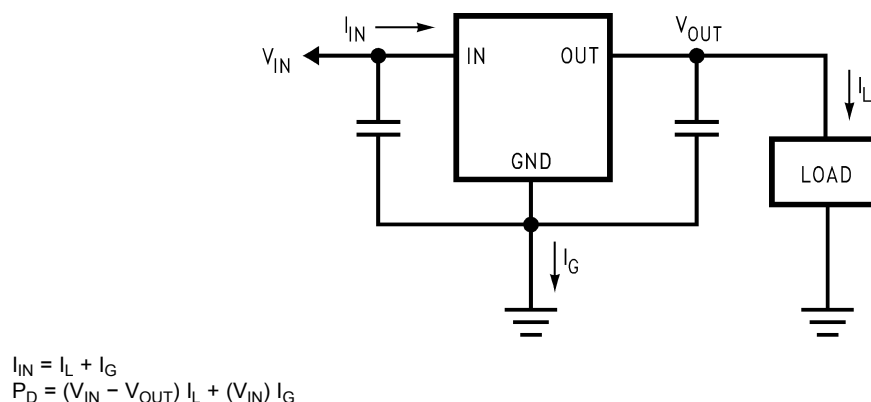 I_IN
V_IN
IN
OUT
V_OUT
I_L
GND
LOAD
I_G
I_IN = I_L + I_G
P_D = (V_IN − V_OUT) I_L + (V_IN) I_G